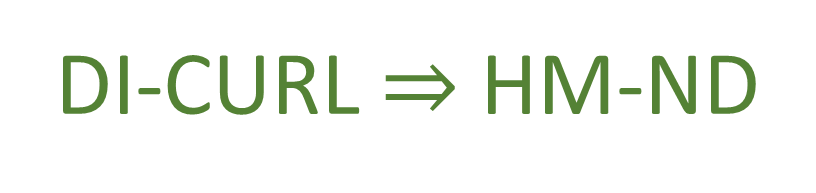 DI-CURL ⇒ HM-ND